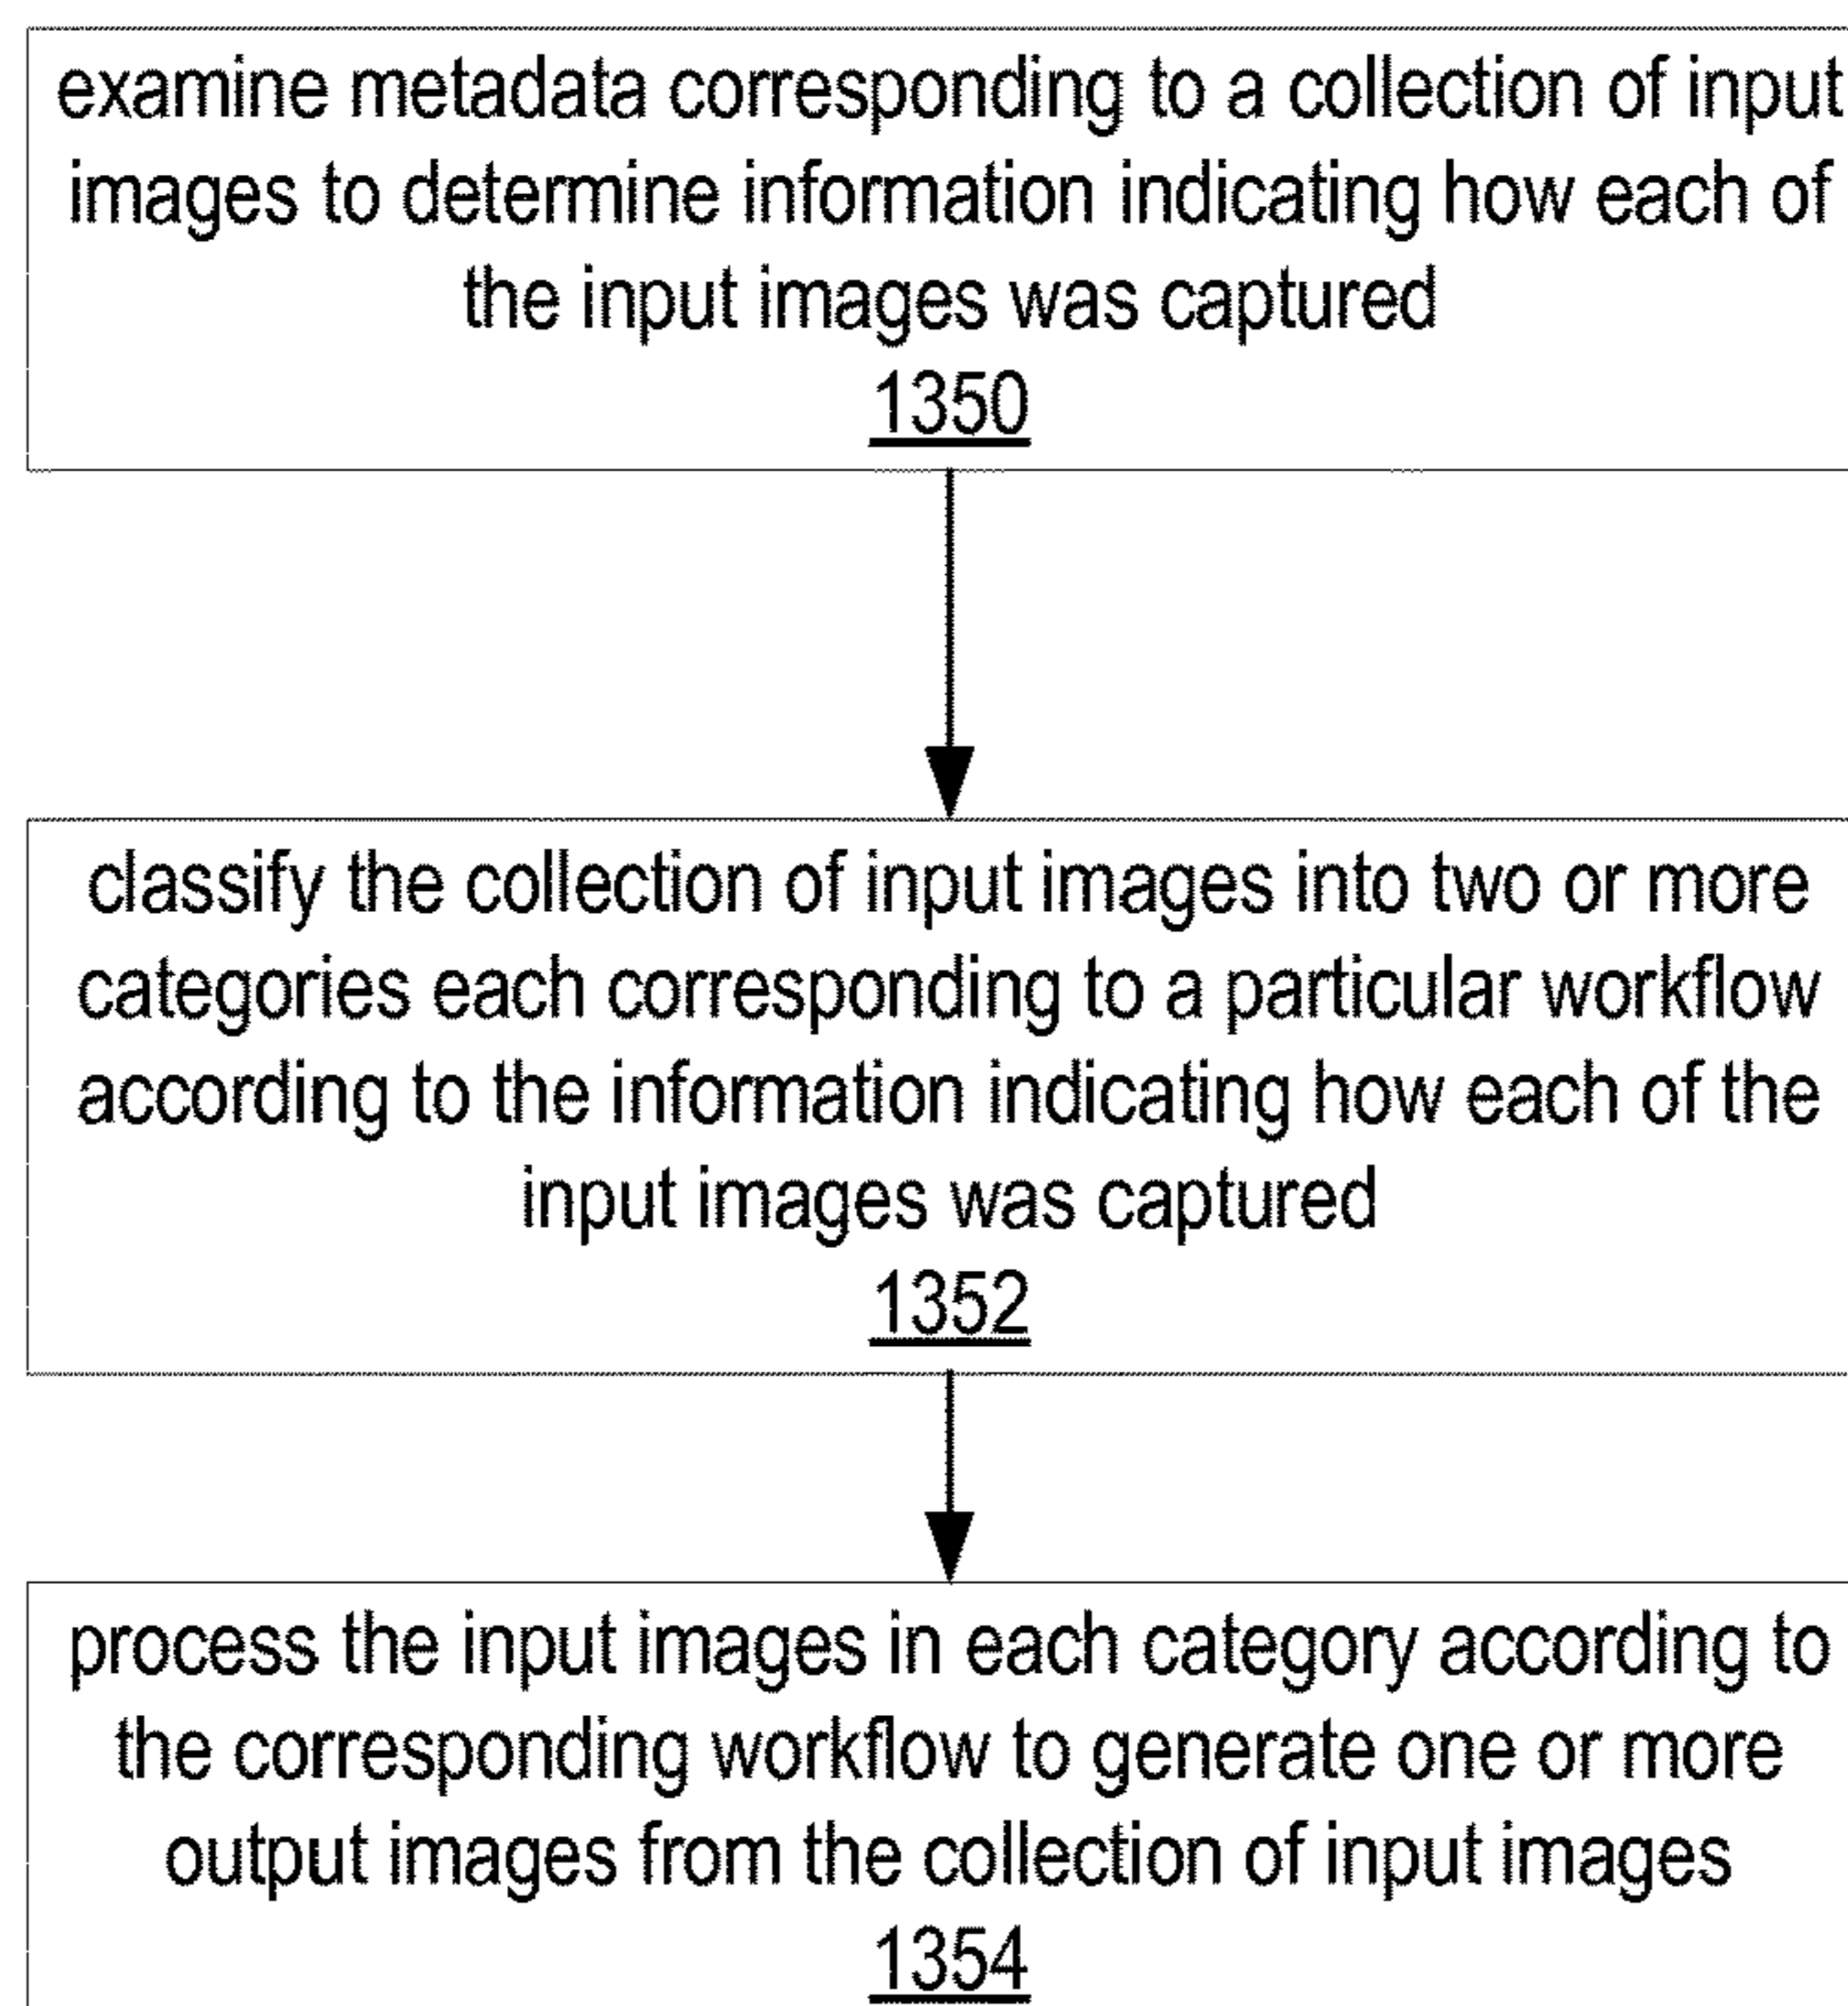 examine metadata corresponding to a collection of input
images to determine information indicating how each of
the input images was captured
1350
classify the collection of input images into two or more
categories each corresponding to a particular workflow
according to the information indicating how each of the
input images was captured
1352
process the input images in each category according to
the corresponding workflow to generate one or more
output images from the collection of input images
1354